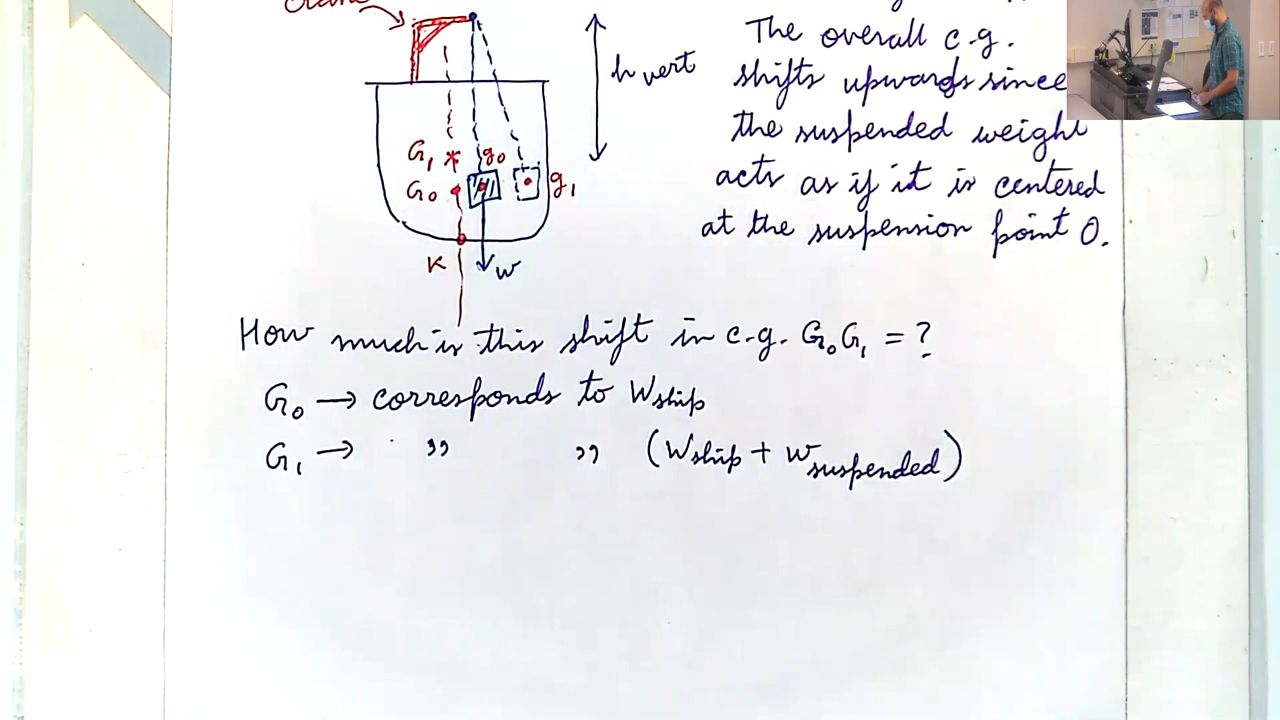 The overall c.g.
h vert
shifts upwards since
the suspended weight
G₁ g₀
acts as if it is centered
G₀ g₁
at the suspension point O.
K w
How much is this shift in c.g. G₀G₁ = ?
G₀ → corresponds to Wship
G₁ → " " (Wship + wsuspended)